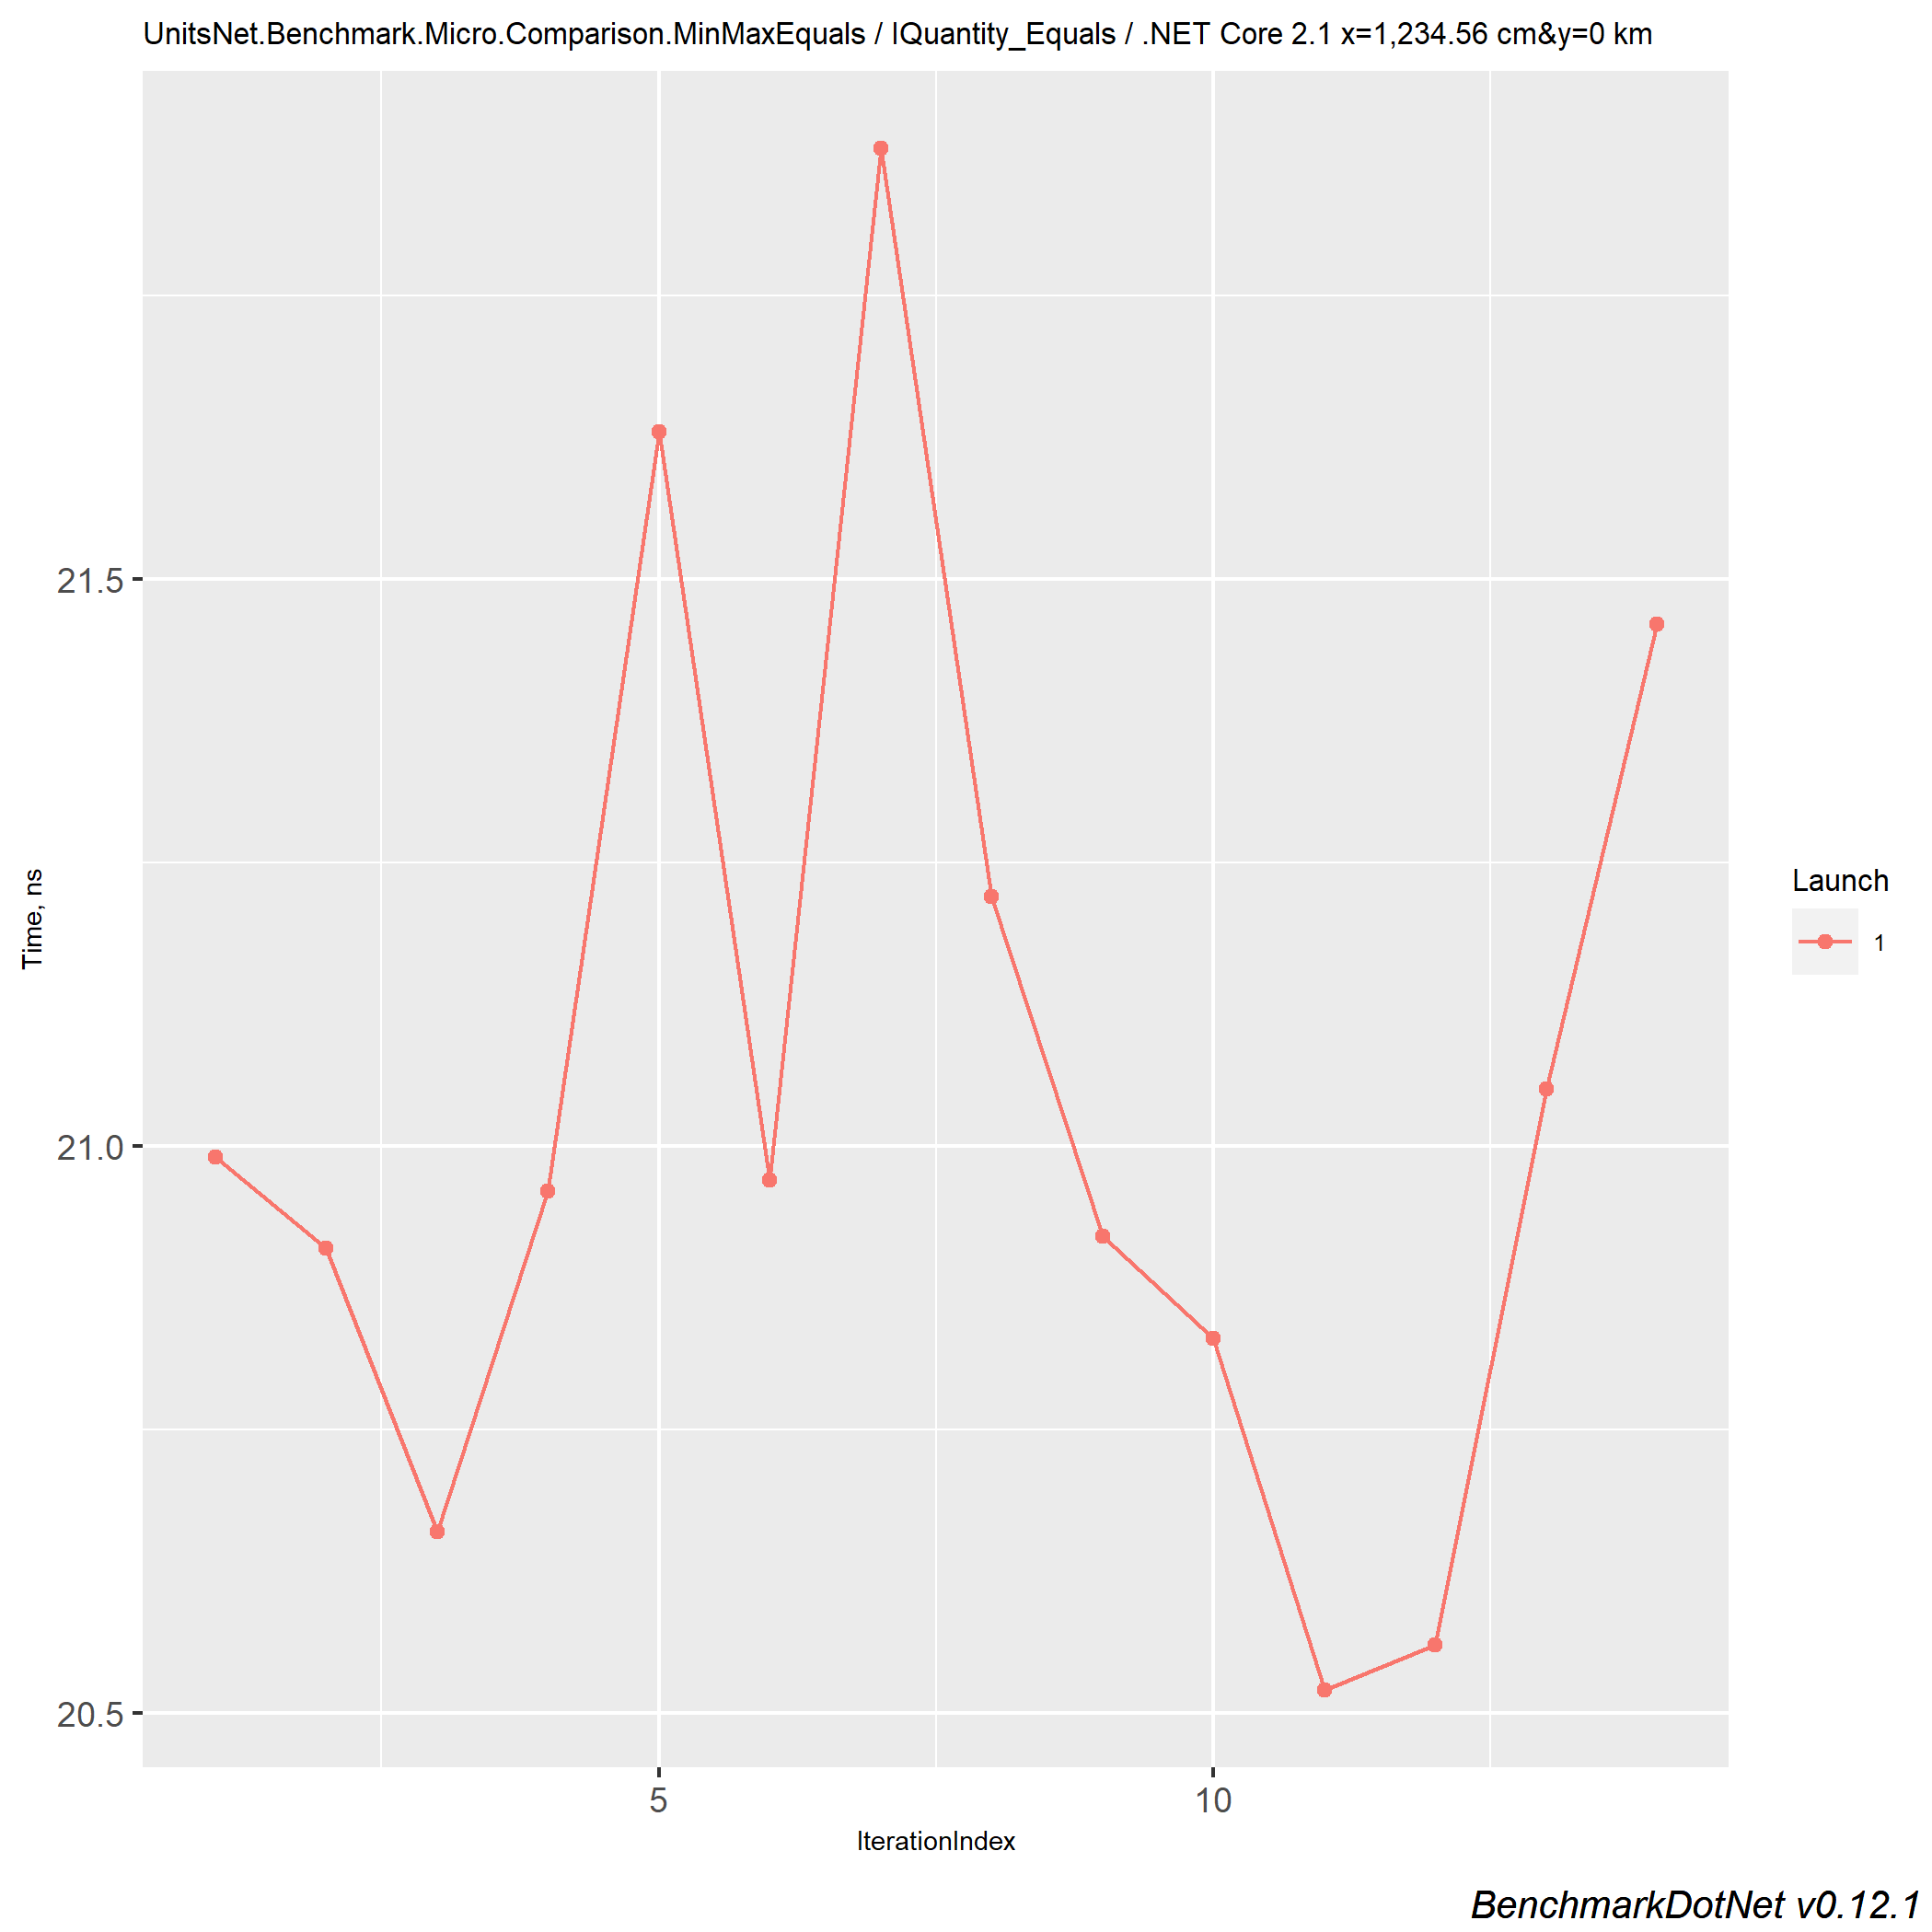 UnitsNet.Benchmark.Micro.Comparison.MinMaxEquals / IQuantity_Equals / .NET Core 2.1 x=1,234.56 cm&y=0 km
21.5
21.0
20.5
Time, ns
5
10
IterationIndex
Launch
1
BenchmarkDotNet v0.12.1